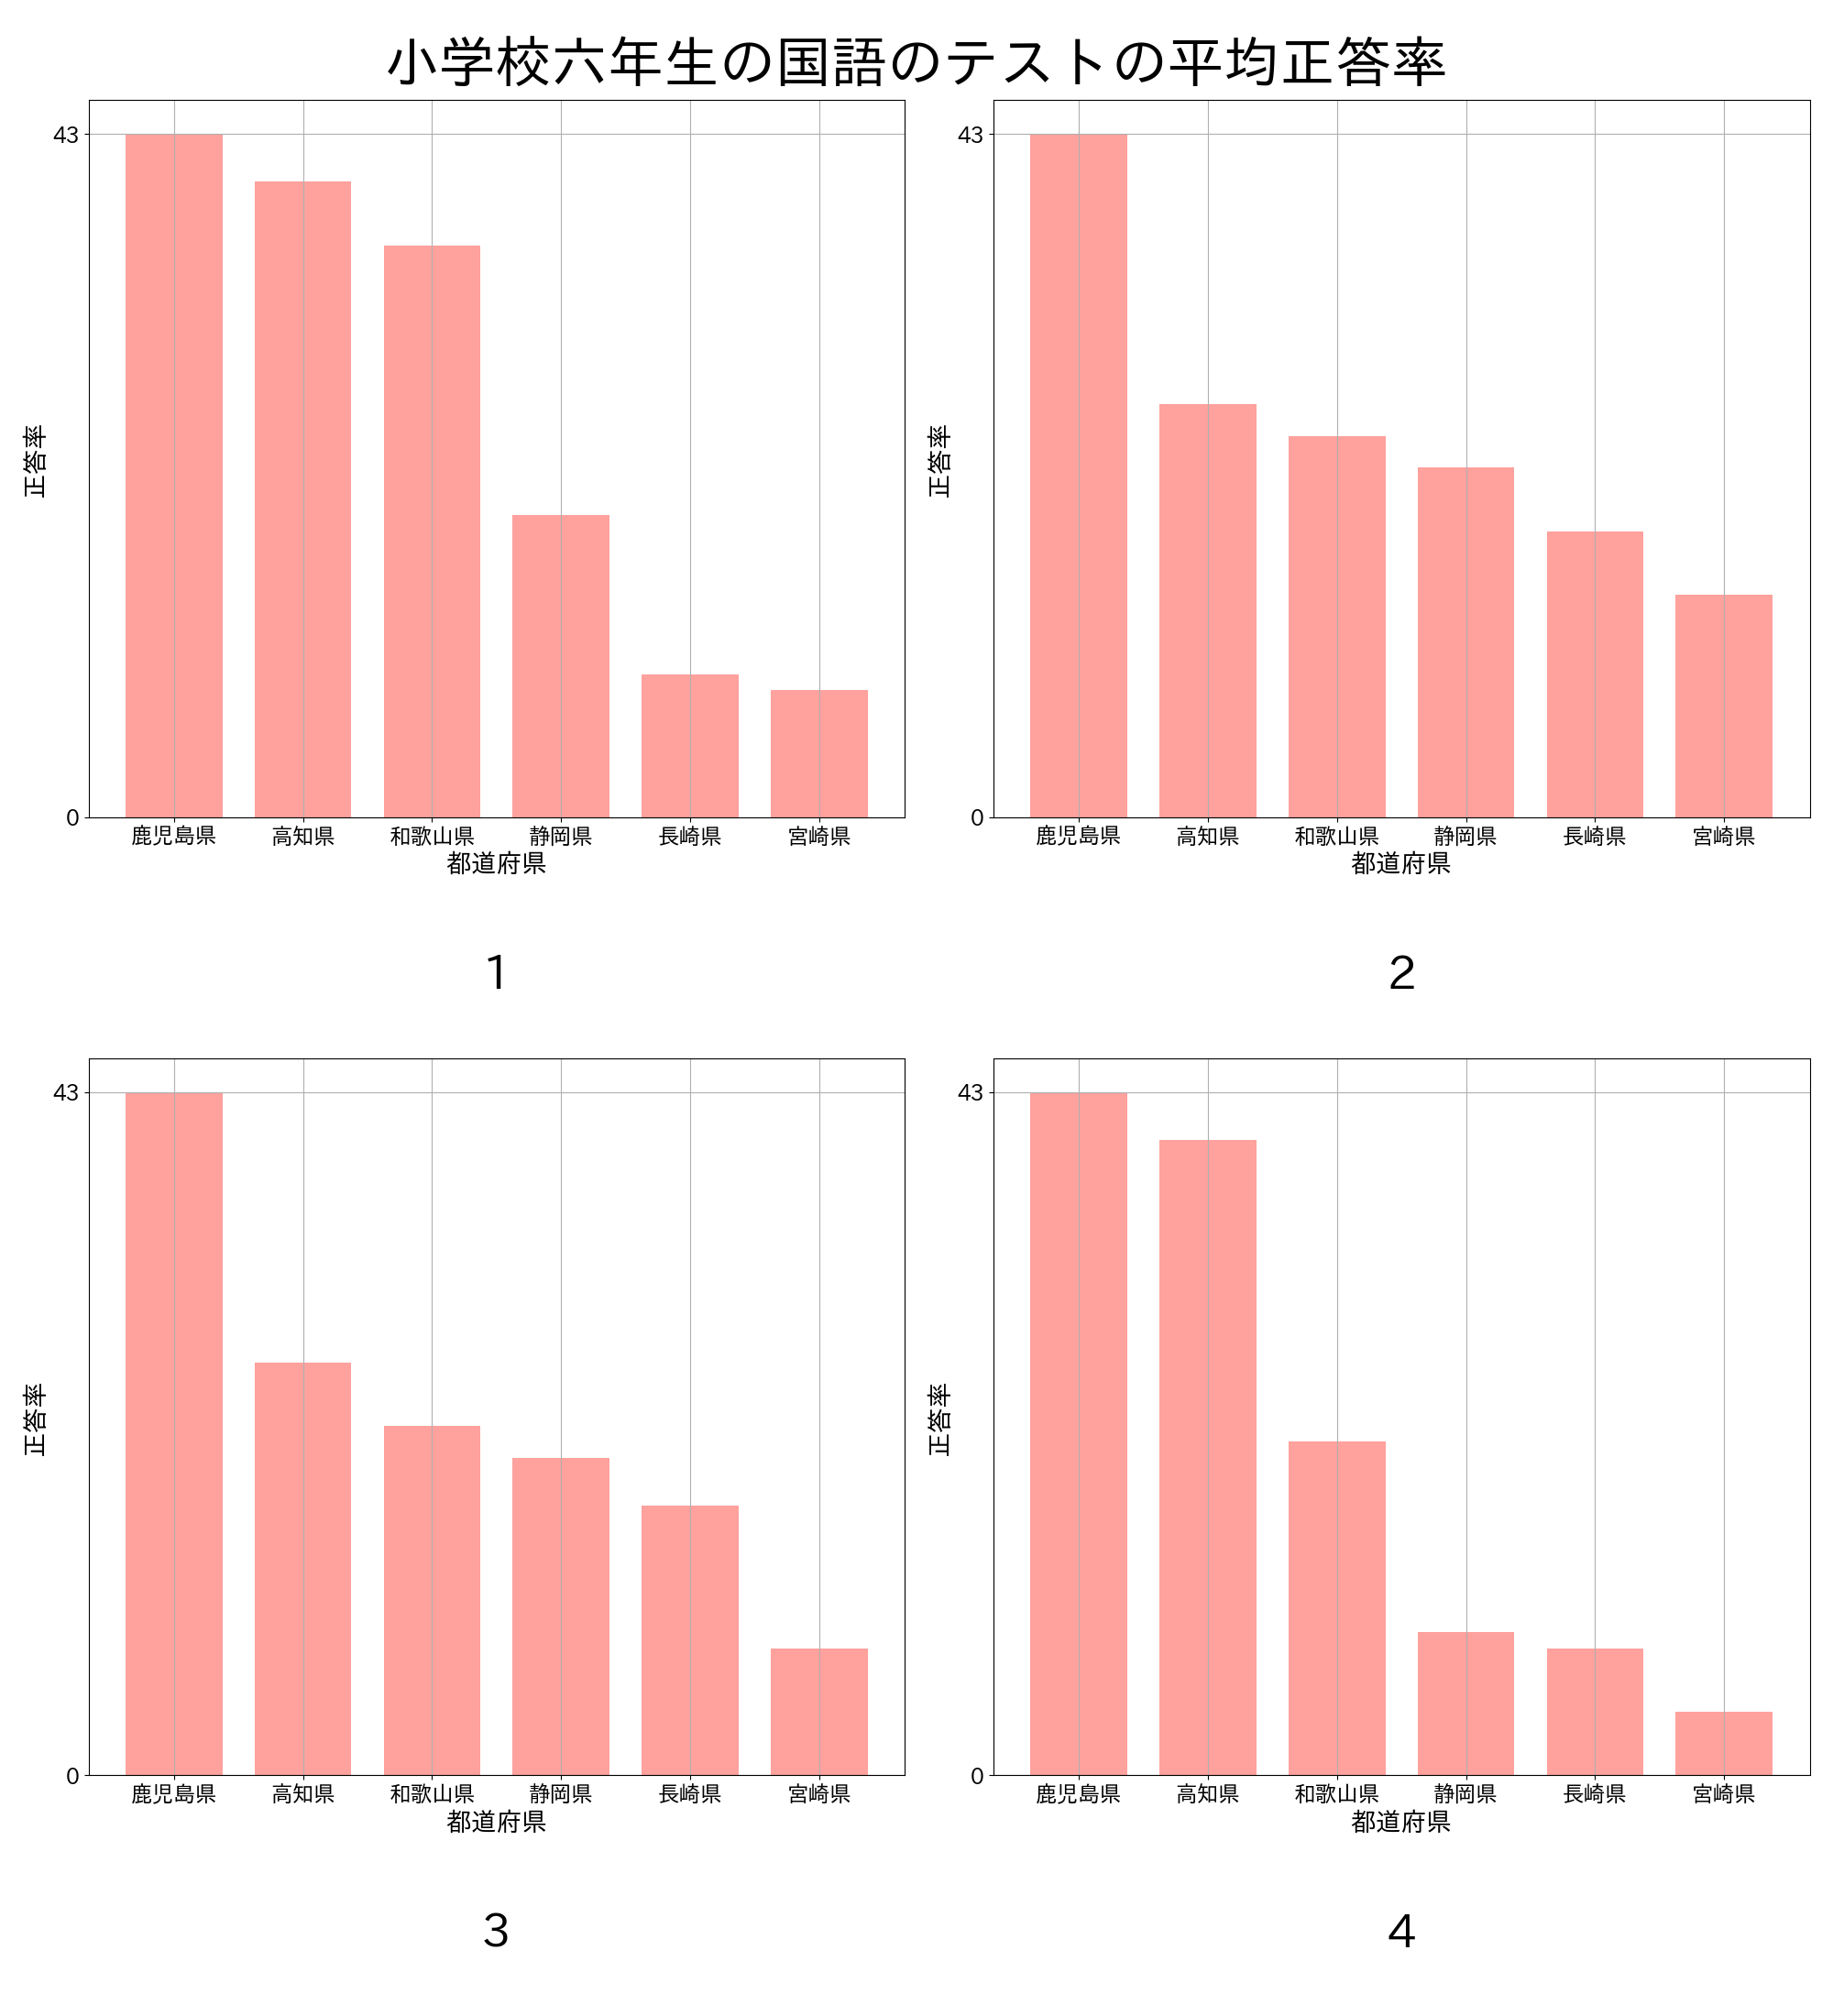 小学校六年生の国語のテストの平均正答率
43
正答率
0
鹿児島県 高知県 和歌山県 静岡県 長崎県 宮崎県
都道府県
1
43
正答率
0
鹿児島県 高知県 和歌山県 静岡県 長崎県 宮崎県
都道府県
2
43
正答率
0
鹿児島県 高知県 和歌山県 静岡県 長崎県 宮崎県
都道府県
3
43
正答率
0
鹿児島県 高知県 和歌山県 静岡県 長崎県 宮崎県
都道府県
4